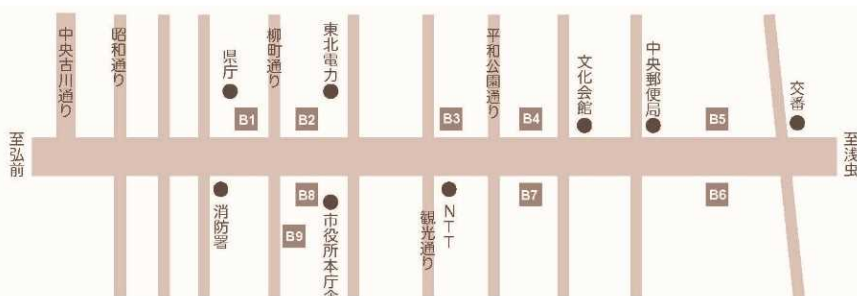 中央古川通り
昭和通り
県庁
柳町通り
東北電力
平和公園通り
文化会館
中央郵便局
交番
B1
B2
B3
B4
B5
至弘前
至浅虫
消防署
B8
B9
市役所本庁舎
観光通り
NTT
B7
B6